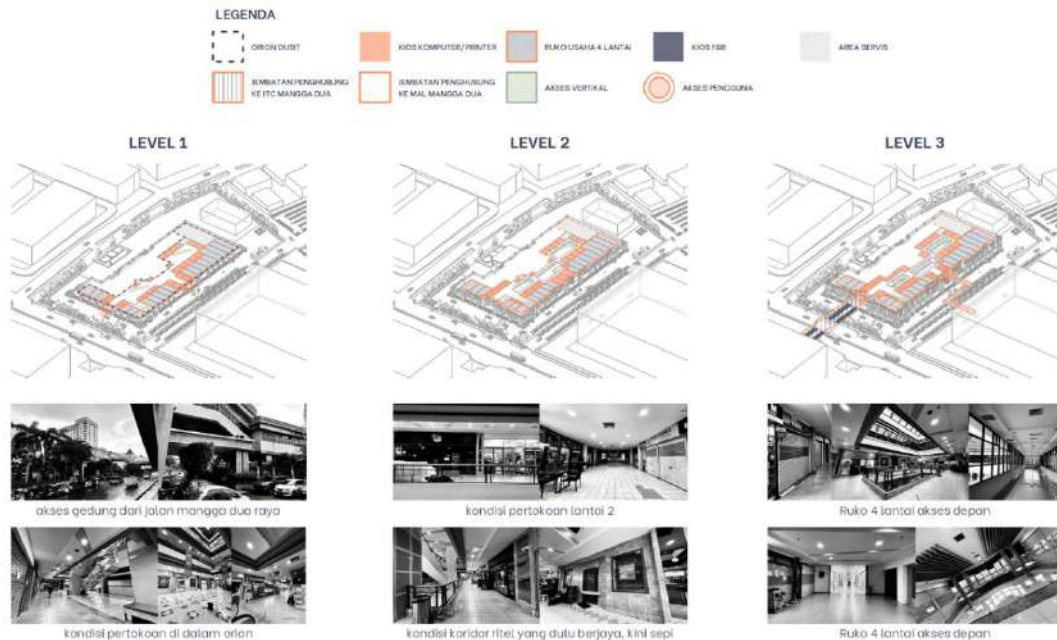 LEGENDA
ORION DUSIT
KIOS KOMPUTER/PRINTER
RUKO USAHA 4 LANTAI
KIOS F&B
AREA SERVIS
JEMBATAN PENGHUBUNG
KE ITC MANGGA DUA
JEMBATAN PENGHUBUNG
KE MAL MANGGA DUA
AKSES VERTIKAL
AKSES PENGGUNA
LEVEL 1
LEVEL 2
LEVEL 3
akses gedung dari jalan mangga dua raya
kondisi pertokoan lantai 2
Ruko 4 lantai akses depan
kondisi pertokoan di dalam orion
kondisi koridor ritel yang dulu berjaya, kini sepi
Ruko 4 lantai akses depan